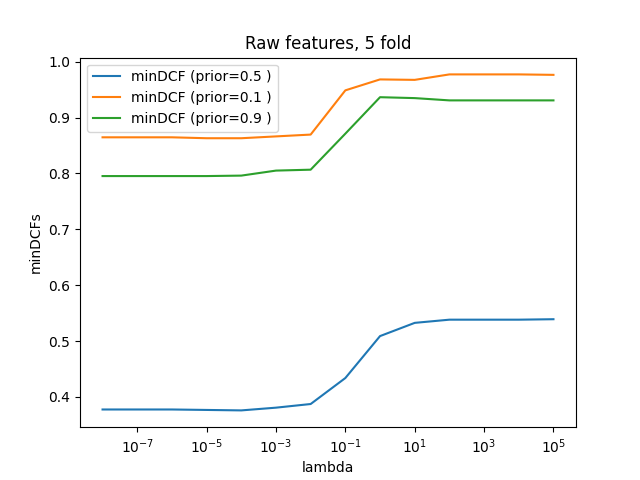 Raw features, 5 fold
minDCF (prior=0.5 )
minDCF (prior=0.1 )
minDCF (prior=0.9 )
1.0
0.9
0.8
0.7
0.6
0.5
0.4
minDCFs
10⁻⁷ 10⁻⁵ 10⁻³ 10⁻¹ 10¹ 10³ 10⁵
lambda